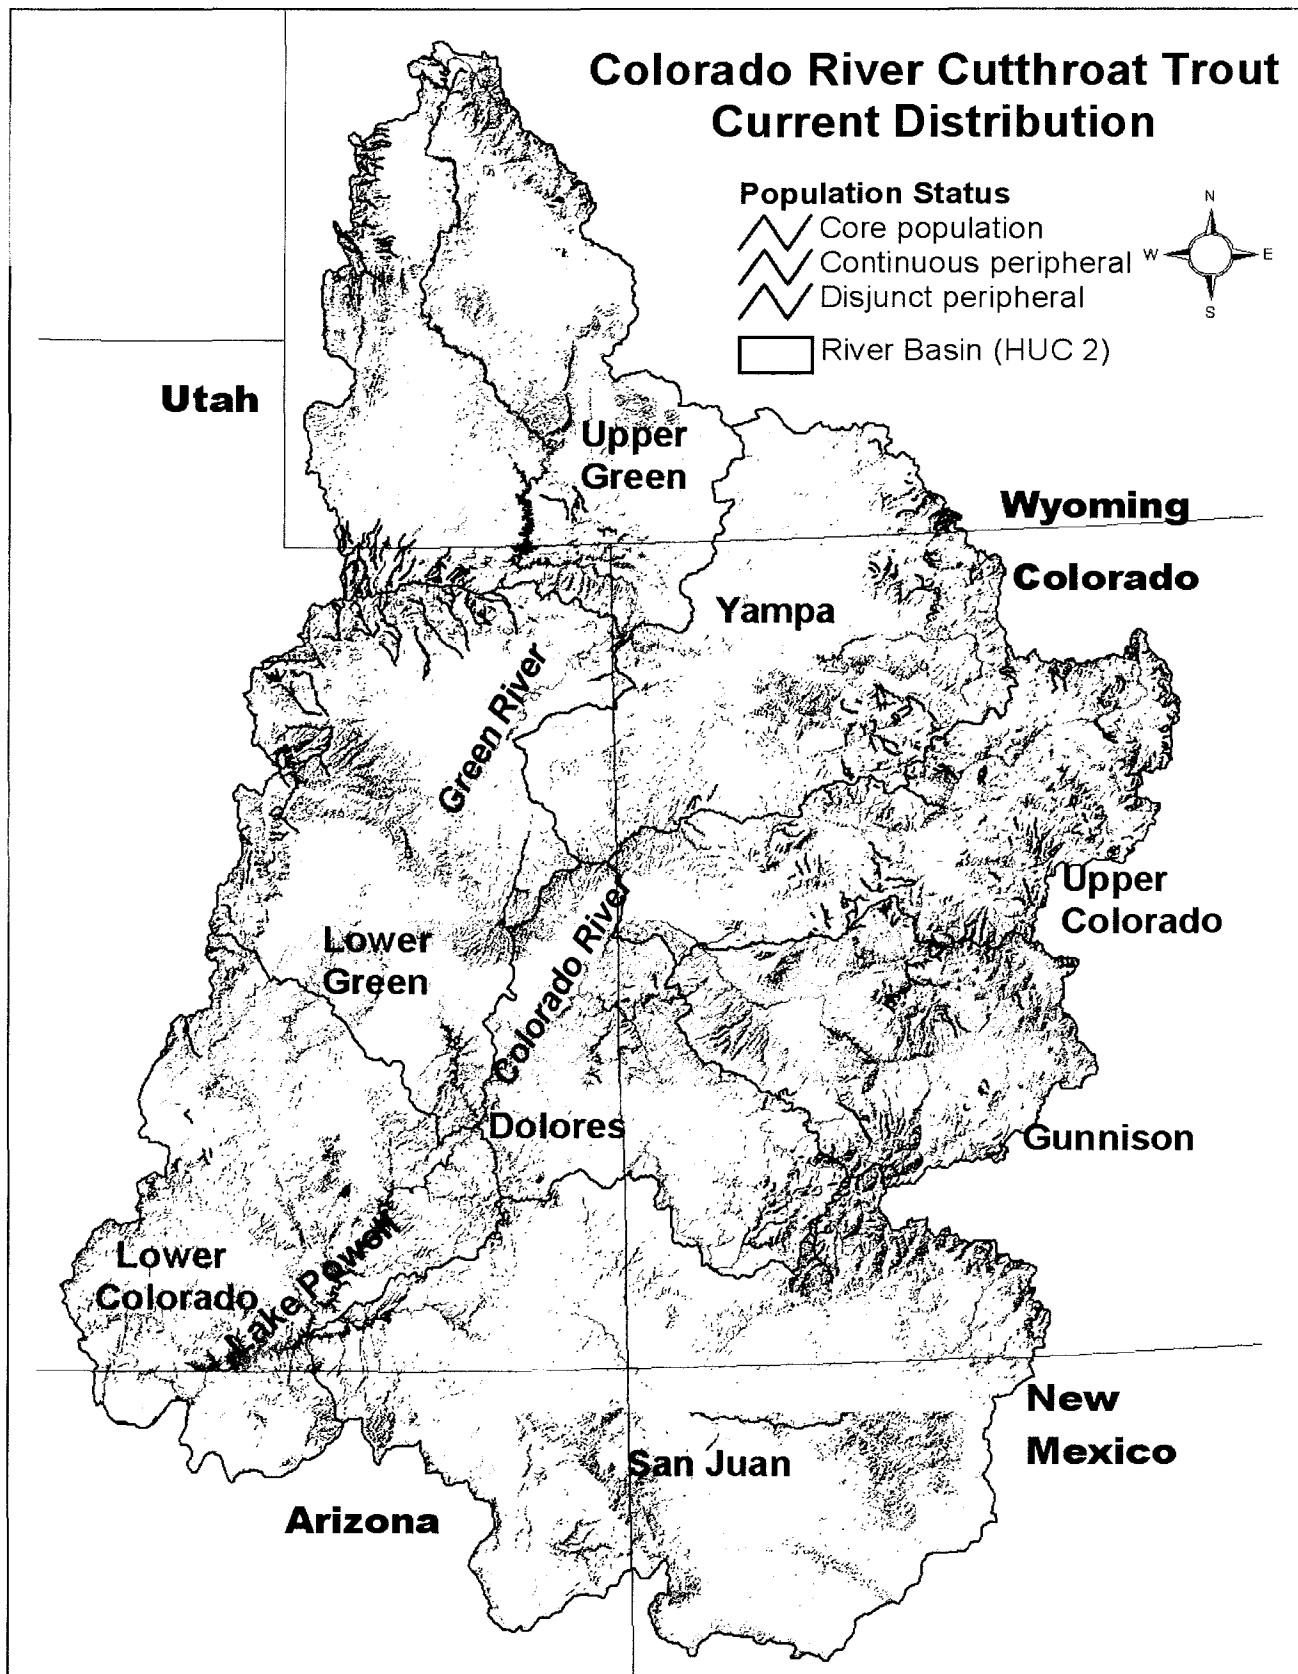 Colorado River Cutthroat Trout
Current Distribution
Population Status
Core population
Continuous peripheral
Disjunct peripheral
River Basin (HUC 2)
N
W
E
S
Utah
Upper
Green
Wyoming
Colorado
Yampa
Green River
Upper
Colorado
Colorado River
Lower
Green
Dolores
Gunnison
Lower
Colorado
Lake Powell
New
Mexico
San Juan
Arizona